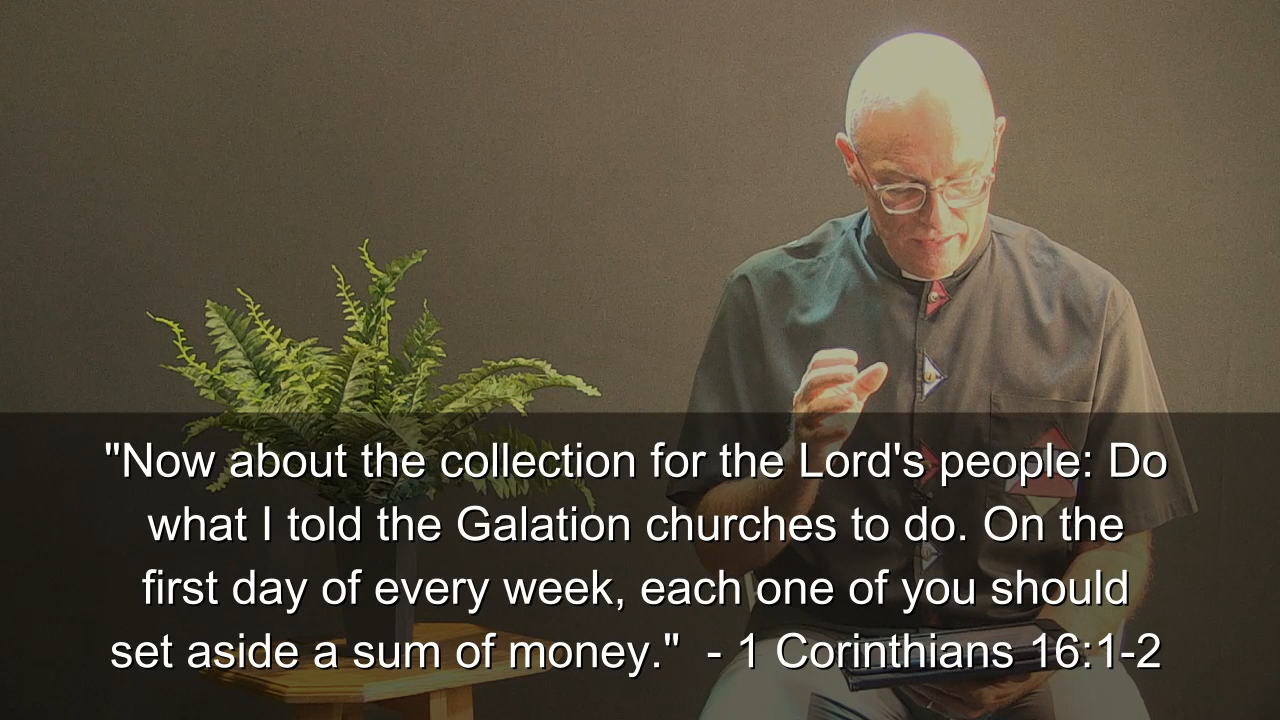 "Now about the collection for the Lord's people: Do
what I told the Galation churches to do. On the
first day of every week, each one of you should
set aside a sum of money."  - 1 Corinthians 16:1-2